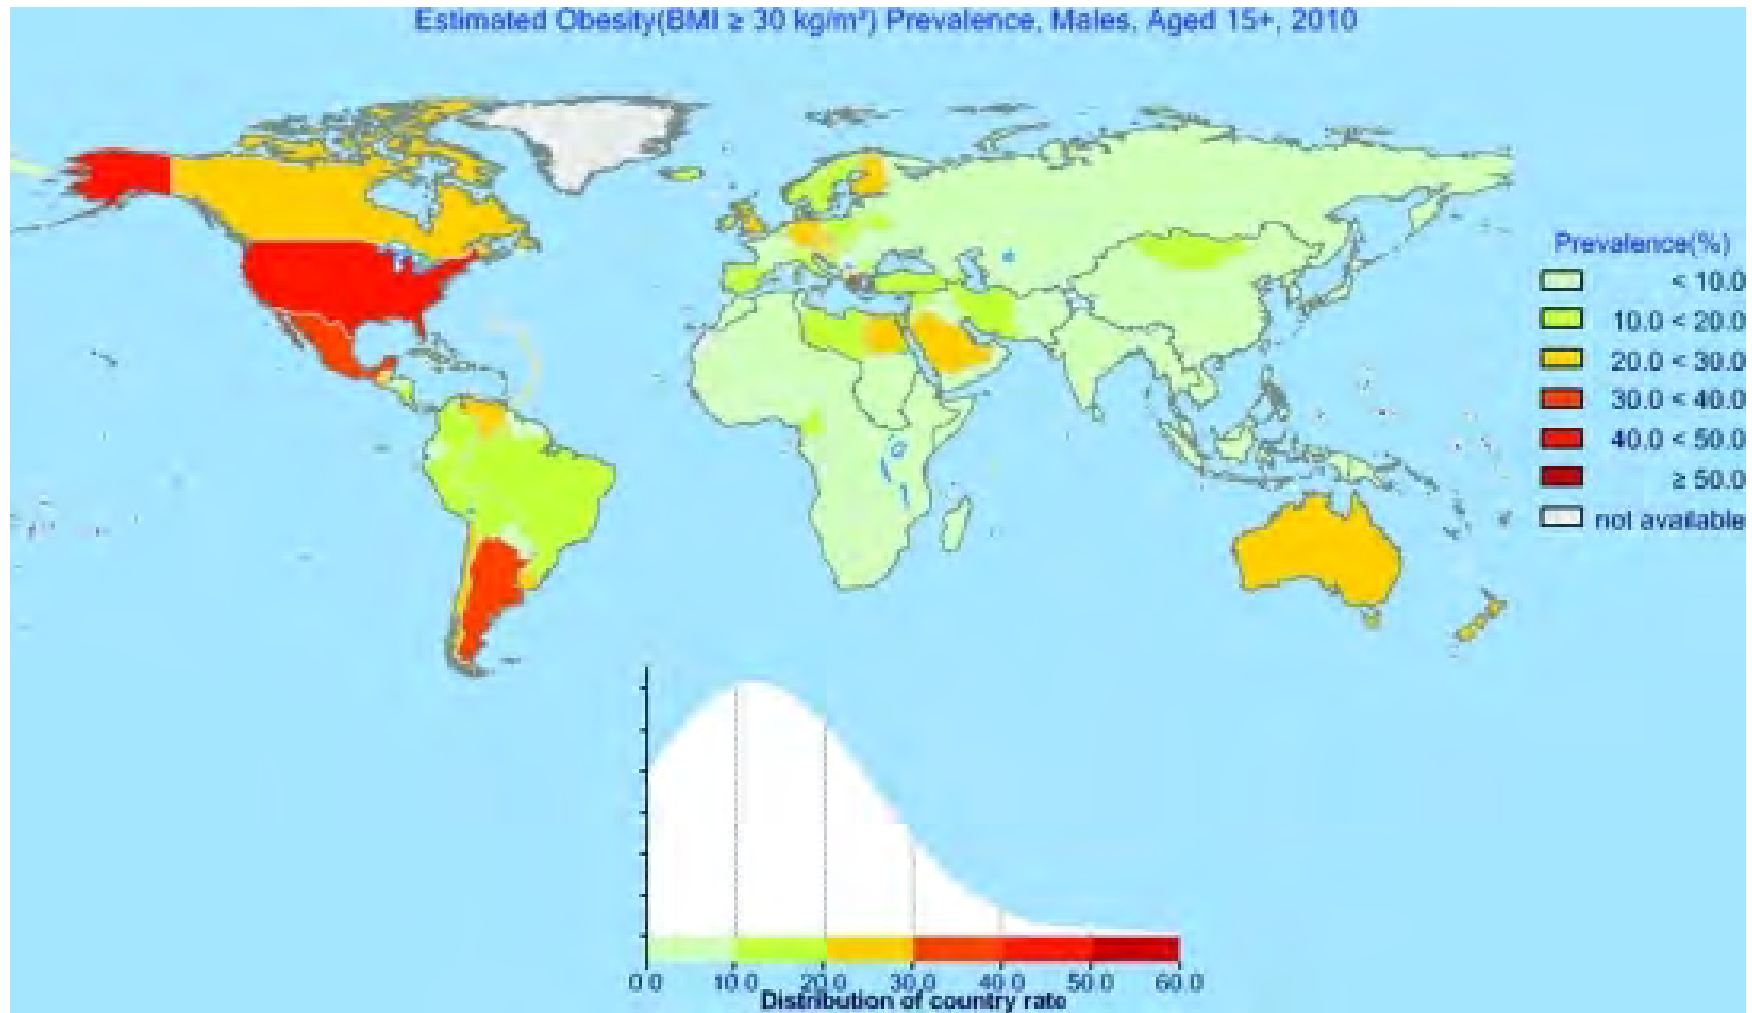 Estimated Obesity(BMI ≥ 30 kg/m²) Prevalence, Males, Aged 15+, 2010
Prevalence(%)
< 10.0
10.0 < 20.0
20.0 < 30.0
30.0 < 40.0
40.0 < 50.0
≥ 50.0
not available
0.0 10.0 20.0 30.0 40.0 50.0 60.0
Distribution of country rate